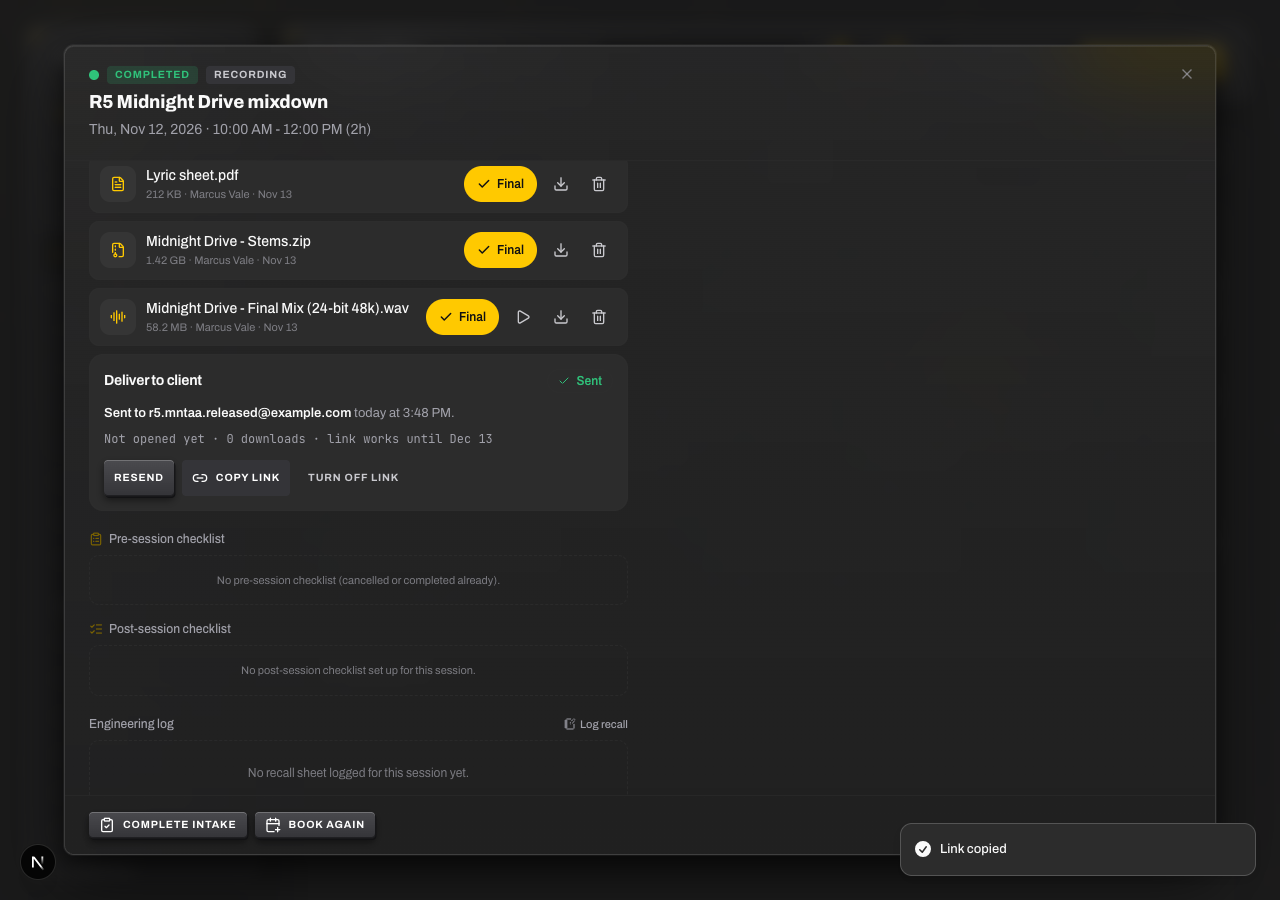 COMPLETED RECORDING
R5 Midnight Drive mixdown
Thu, Nov 12, 2026 · 10:00 AM - 12:00 PM (2h)
Lyric sheet.pdf
212 KB · Marcus Vale · Nov 13
Final
Midnight Drive - Stems.zip
1.42 GB · Marcus Vale · Nov 13
Final
Midnight Drive - Final Mix (24-bit 48k).wav
58.2 MB · Marcus Vale · Nov 13
Final
Deliver to client
Sent
Sent to r5.mntaa.released@example.com today at 3:48 PM.
Not opened yet · 0 downloads · link works until Dec 13
RESEND COPY LINK TURN OFF LINK
Pre-session checklist
No pre-session checklist (cancelled or completed already).
Post-session checklist
No post-session checklist set up for this session.
Engineering log
Log recall
No recall sheet logged for this session yet.
COMPLETE INTAKE BOOK AGAIN
N
Link copied